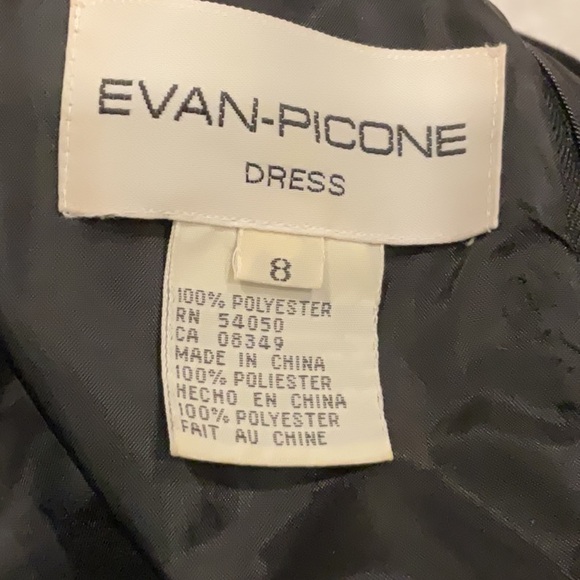 EVAN-PICONE
DRESS
8
100% POLYESTER
RN 54050
CA 08349
MADE IN CHINA
100% POLIESTER
HECHO EN CHINA
100% POLYESTER
FAIT AU CHINE